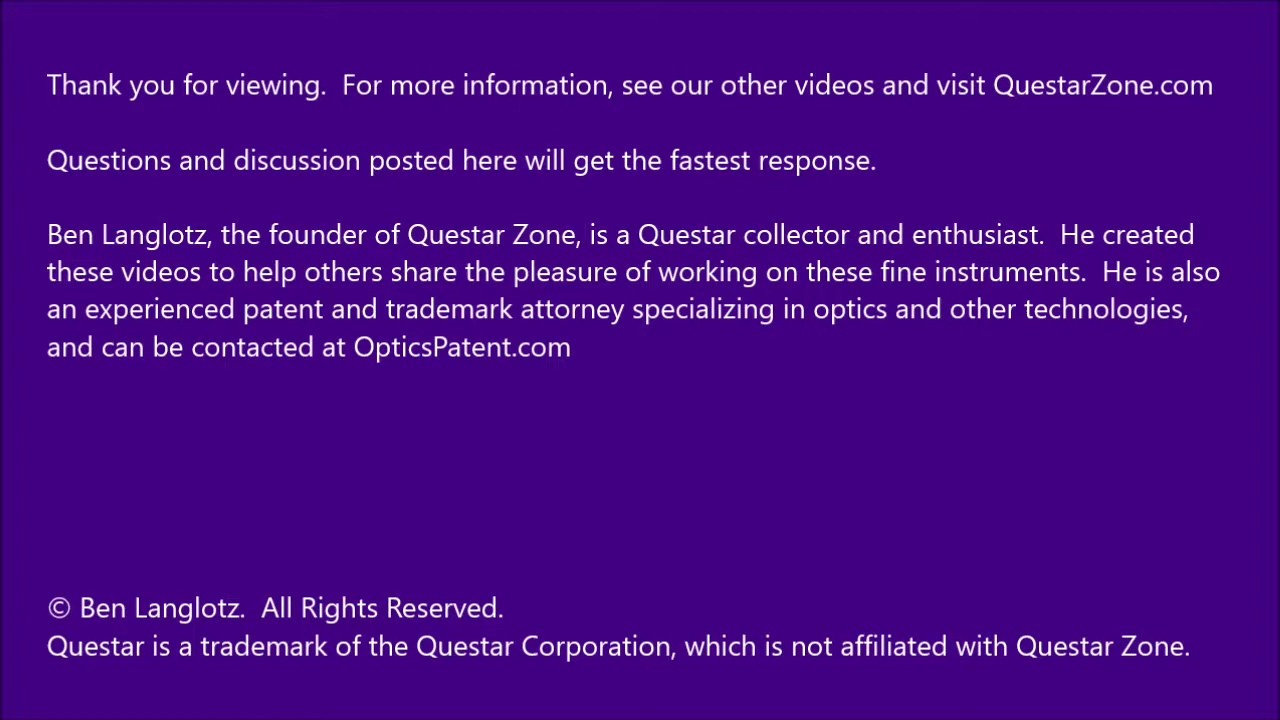 Thank you for viewing.  For more information, see our other videos and visit QuestarZone.com
Questions and discussion posted here will get the fastest response.
Ben Langlotz, the founder of Questar Zone, is a Questar collector and enthusiast.  He created
these videos to help others share the pleasure of working on these fine instruments.  He is also
an experienced patent and trademark attorney specializing in optics and other technologies,
and can be contacted at OpticsPatent.com
© Ben Langlotz.  All Rights Reserved.
Questar is a trademark of the Questar Corporation, which is not affiliated with Questar Zone.